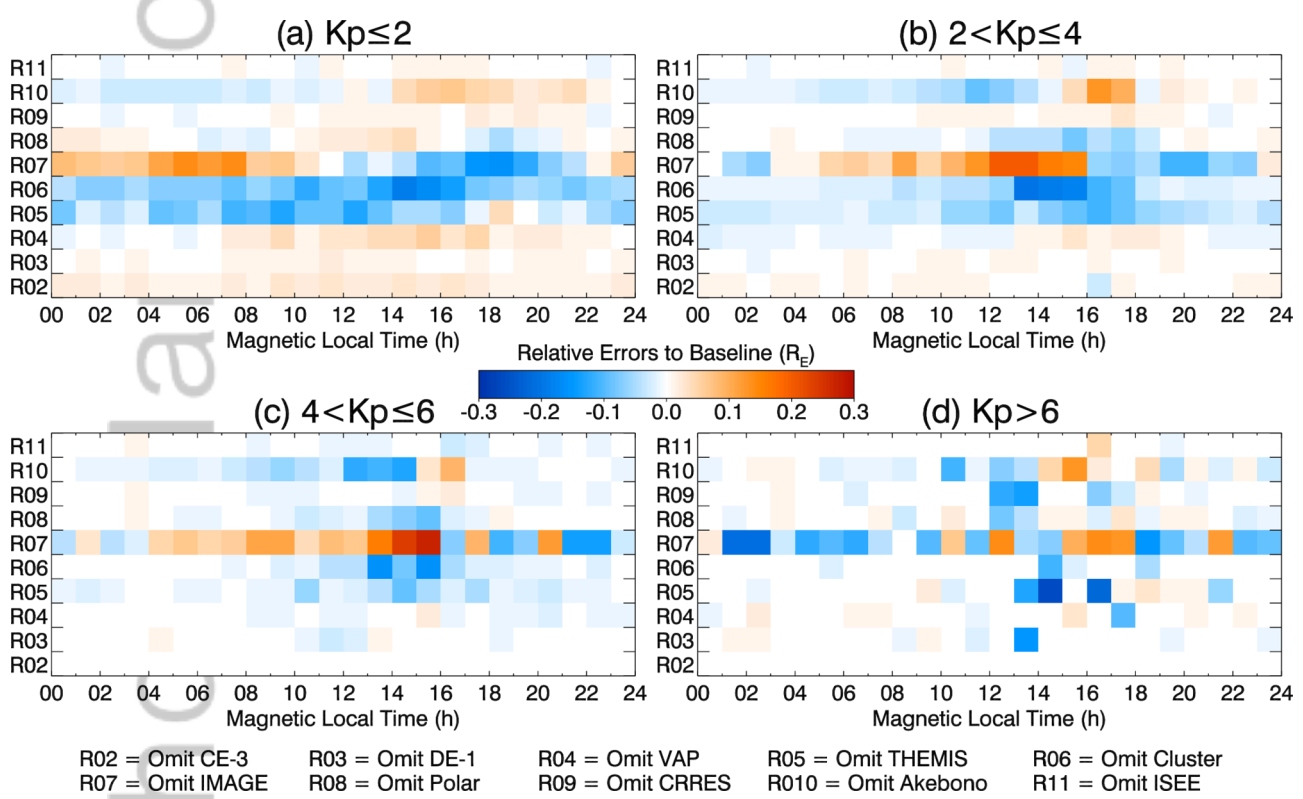 (a) Kp≤2
(b) 2<Kp≤4
R11
R10
R09
R08
R07
R06
R05
R04
R03
R02
00 02 04 06 08 10 12 14 16 18 20 22 24
Magnetic Local Time (h)
R11
R10
R09
R08
R07
R06
R05
R04
R03
R02
00 02 04 06 08 10 12 14 16 18 20 22 24
Magnetic Local Time (h)
Relative Errors to Baseline (RE)
-0.3 -0.2 -0.1 0.0 0.1 0.2 0.3
(c) 4<Kp≤6
(d) Kp>6
R11
R10
R09
R08
R07
R06
R05
R04
R03
R02
00 02 04 06 08 10 12 14 16 18 20 22 24
Magnetic Local Time (h)
R11
R10
R09
R08
R07
R06
R05
R04
R03
R02
00 02 04 06 08 10 12 14 16 18 20 22 24
Magnetic Local Time (h)
R02 = Omit CE-3 R03 = Omit DE-1 R04 = Omit VAP R05 = Omit THEMIS R06 = Omit Cluster
R07 = Omit IMAGE R08 = Omit Polar R09 = Omit CRRES R010 = Omit Akebono R11 = Omit ISEE